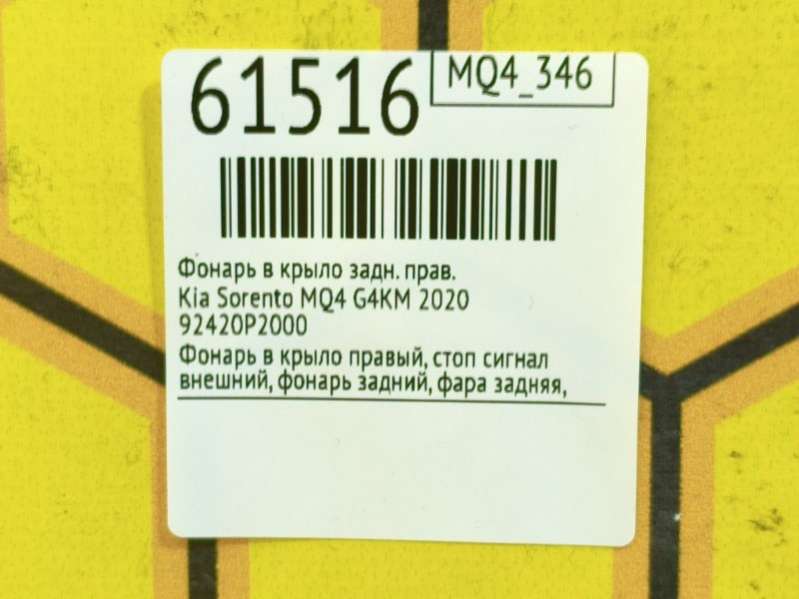 61516
MQ4_346
Фонарь в крыло задн. прав.
Kia Sorento MQ4 G4KM 2020
92420P2000
Фонарь в крыло правый, стоп сигнал
внешний, фонарь задний, фара задняя,